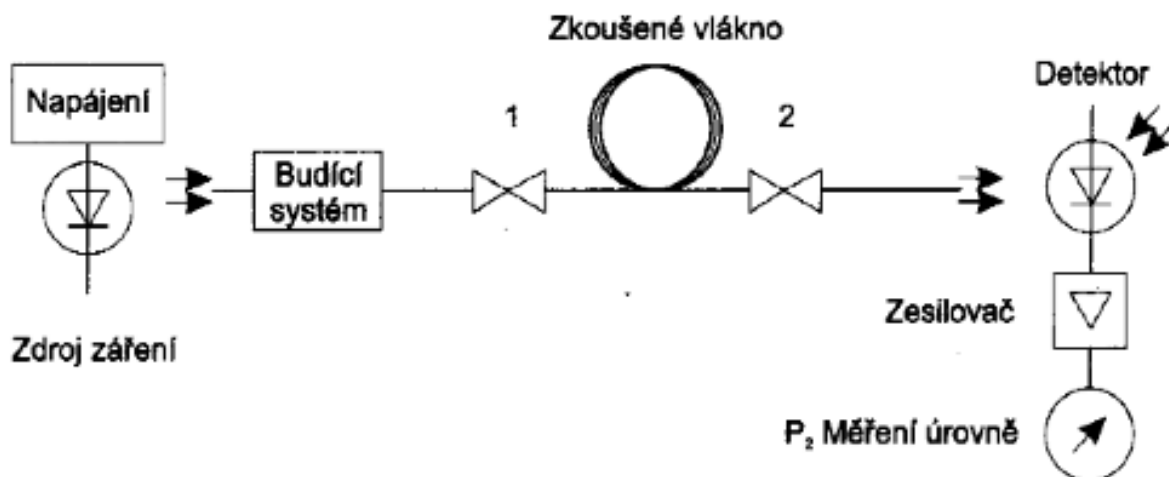 Zkoušené vlákno
Napájení
Detektor
1
2
Budící
systém
Zesilovač
Zdroj záření
P₂ Měření úrovně